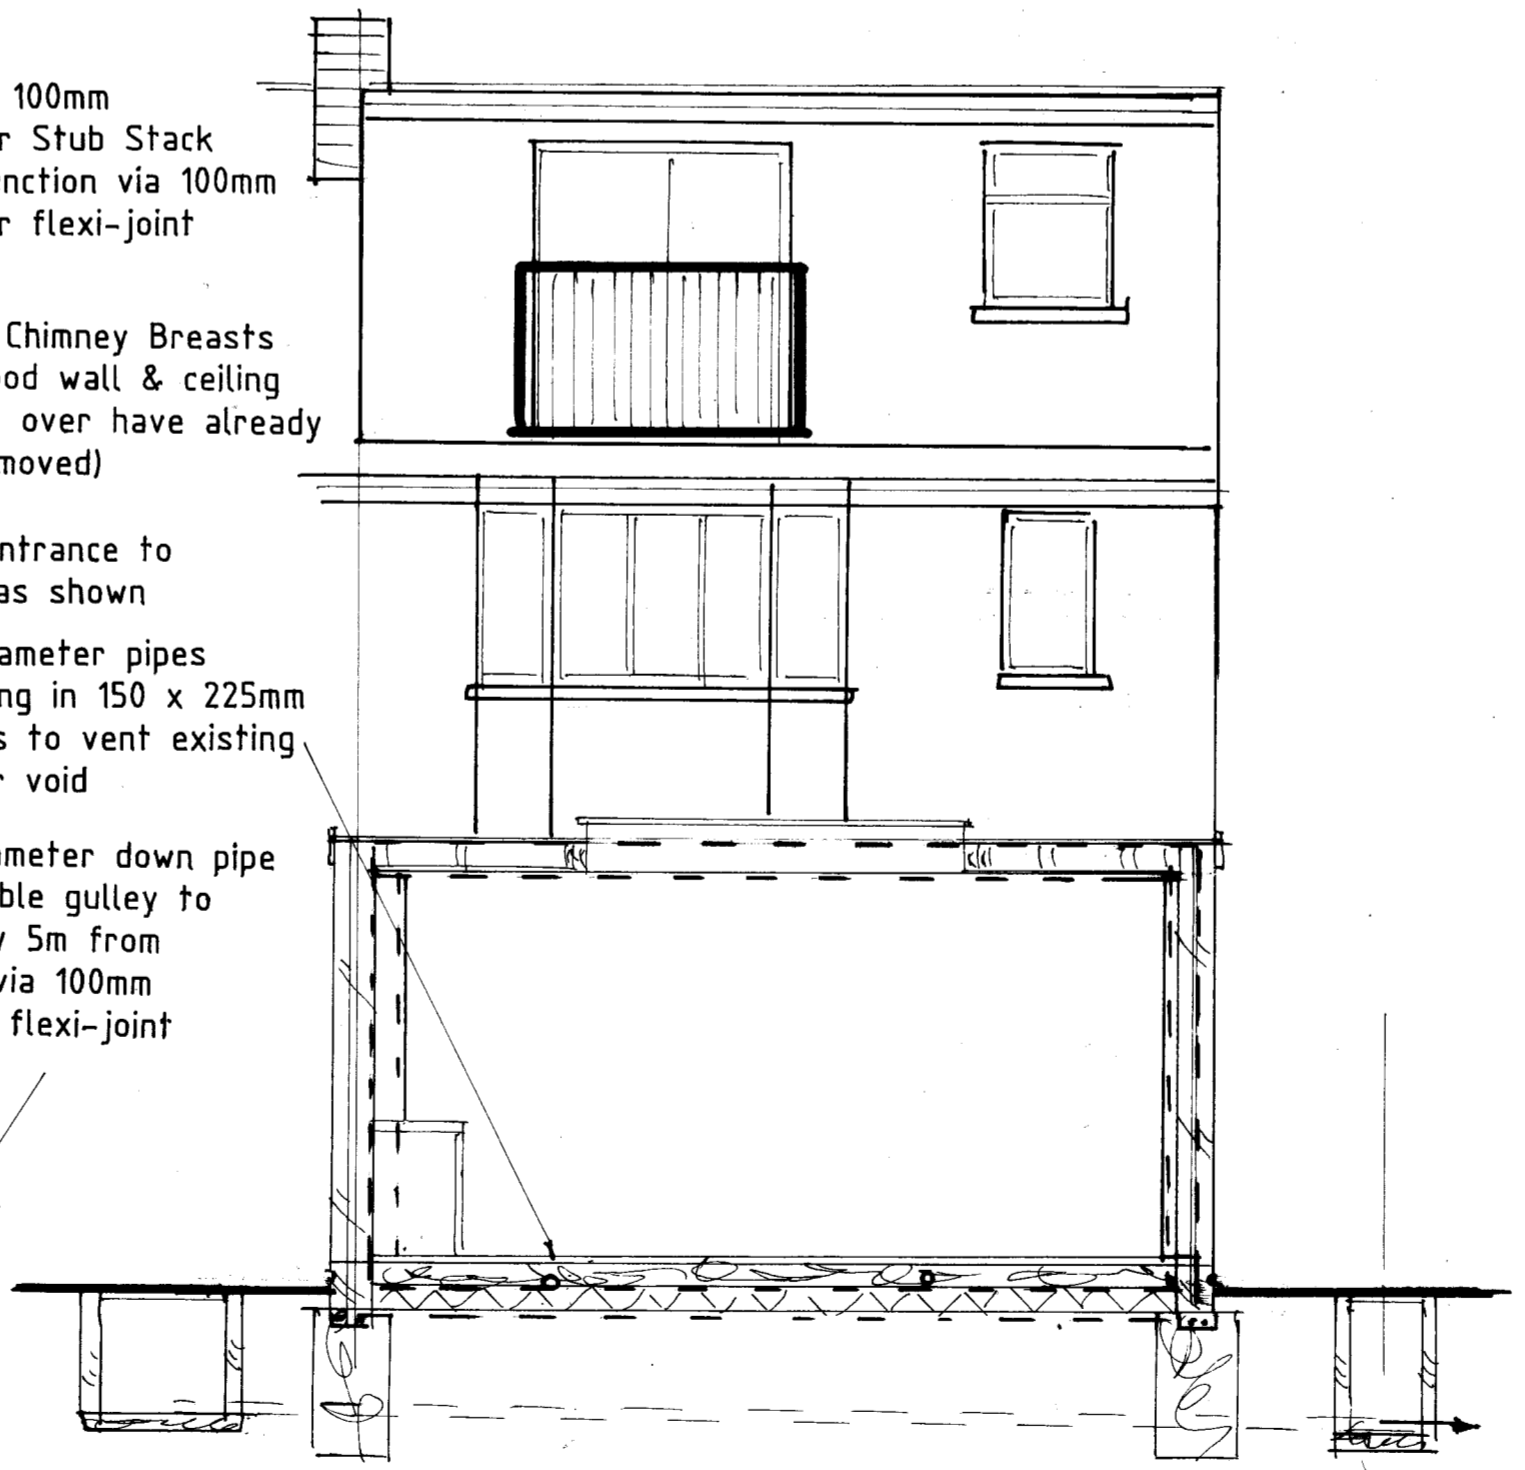 100mm
r Stub Stack
nction via 100mm
r flexi-joint
Chimney Breasts
ood wall & ceiling
over have already
moved)
ntrance to
as shown
ameter pipes
ng in 150 x 225mm
s to vent existing
r void
meter down pipe
ble gulley to
y 5m from
via 100mm
flexi-joint